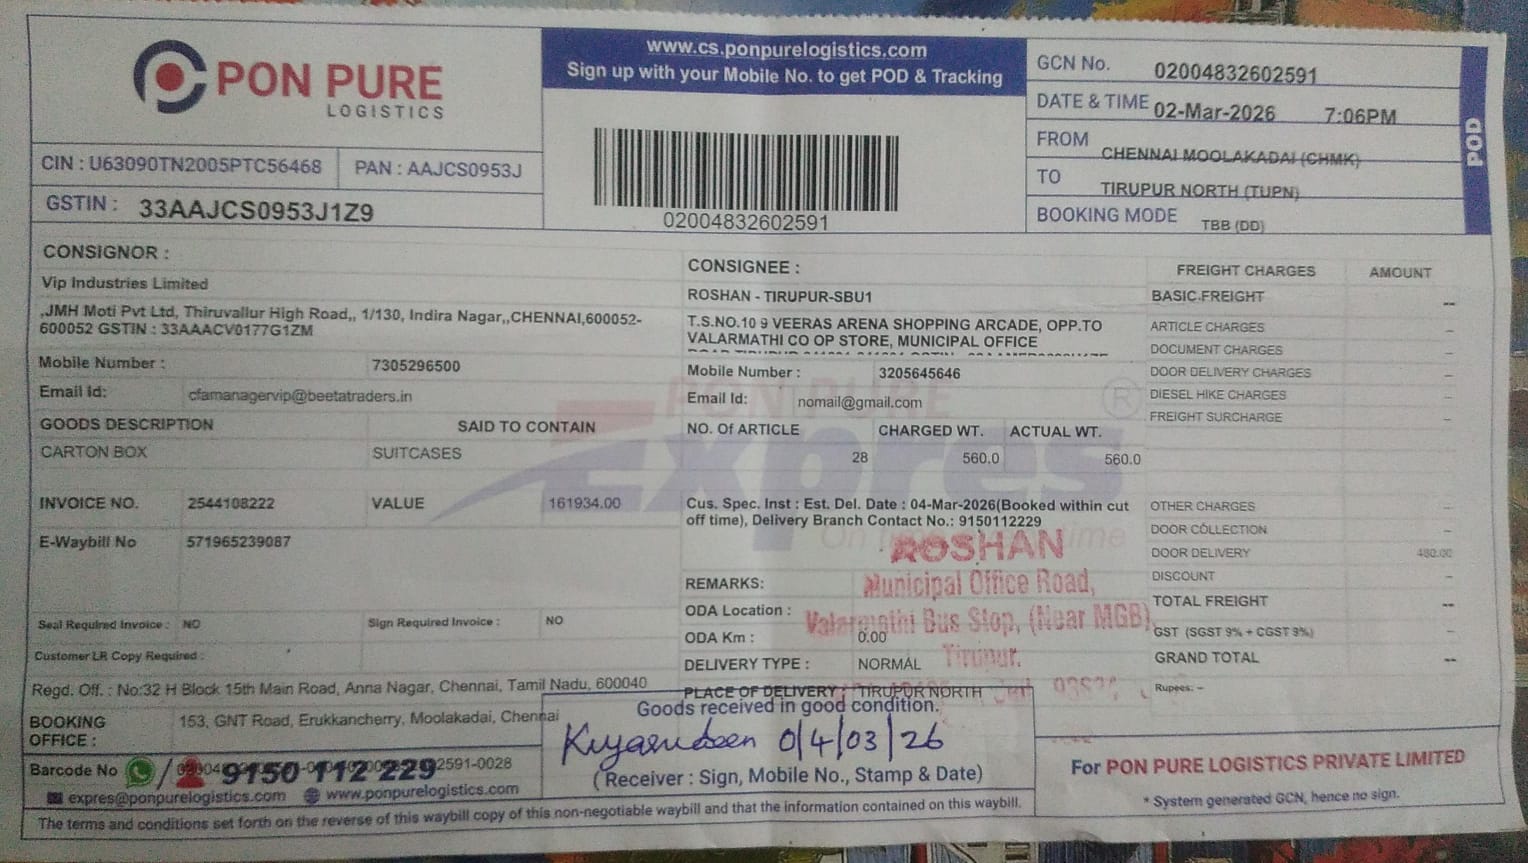 PON PURE
LOGISTICS
CIN : U63090TN2005PTC56468
PAN : AAJCS0953J
GSTIN : 33AAJCS0953J1Z9
www.cs.ponpurelogistics.com
Sign up with your Mobile No. to get POD & Tracking
02004832602591
GCN No. 02004832602591
DATE & TIME 02-Mar-2026 7:06PM
FROM CHENNAI MOOLAKADAI (CHMK)
TO TIRUPUR NORTH (TUPN)
BOOKING MODE TBB (DD)
POD
CONSIGNOR :
Vip Industries Limited
,JMH Moti Pvt Ltd, Thiruvallur High Road,, 1/130, Indira Nagar,,CHENNAI,600052-
600052 GSTIN : 33AAACV0177G1ZM
Mobile Number : 7305296500
Email Id: cfamanagervip@beetatraders.in
GOODS DESCRIPTION SAID TO CONTAIN
CARTON BOX SUITCASES
INVOICE NO. 2544108222 VALUE 161934.00
E-Waybill No 571965239087
Seal Required Invoice : NO Sign Required Invoice : NO
Customer LR Copy Required :
CONSIGNEE :
ROSHAN - TIRUPUR-SBU1
T.S.NO.10 9 VEERAS ARENA SHOPPING ARCADE, OPP.TO
VALARMATHI CO OP STORE, MUNICIPAL OFFICE
Mobile Number : 3205645646
Email Id: nomail@gmail.com
PON PURE
Expres
®
NO. Of ARTICLE CHARGED WT. ACTUAL WT.
28 560.0 560.0
Cus. Spec. Inst : Est. Del. Date : 04-Mar-2026(Booked within cut
off time), Delivery Branch Contact No.: 9150112229
ROSHAN
Municipal Office Road,
Valarmathi Bus Stop, (Near MGB)
Tirupur.
REMARKS:
ODA Location :
ODA Km : 0.00
DELIVERY TYPE : NORMAL
PLACE OF DELIVERY : TIRUPUR NORTH
FREIGHT CHARGES AMOUNT
BASIC FREIGHT --
ARTICLE CHARGES –
DOCUMENT CHARGES –
DOOR DELIVERY CHARGES –
DIESEL HIKE CHARGES –
FREIGHT SURCHARGE –
OTHER CHARGES –
DOOR COLLECTION –
DOOR DELIVERY 480.00
DISCOUNT –
TOTAL FREIGHT --
GST (SGST 9% + CGST 9%) –
GRAND TOTAL --
Rupees: –
Regd. Off. : No:32 H Block 15th Main Road, Anna Nagar, Chennai, Tamil Nadu, 600040
BOOKING OFFICE : 153, GNT Road, Erukkancherry, Moolakadai, Chennai
Barcode No 2591-0028
9150 112 229
expres@ponpurelogistics.com www.ponpurelogistics.com
Goods received in good condition.
0/4/03/26
(Receiver : Sign, Mobile No., Stamp & Date)
For PON PURE LOGISTICS PRIVATE LIMITED
* System generated GCN, hence no sign.
The terms and conditions set forth on the reverse of this waybill copy of this non-negotiable waybill and that the information contained on this waybill.